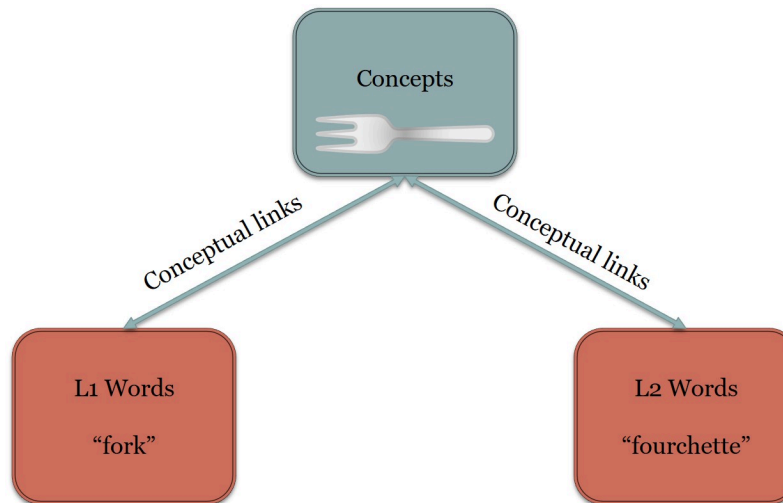 Concepts
Conceptual links
Conceptual links
L1 Words
“fork”
L2 Words
“fourchette”